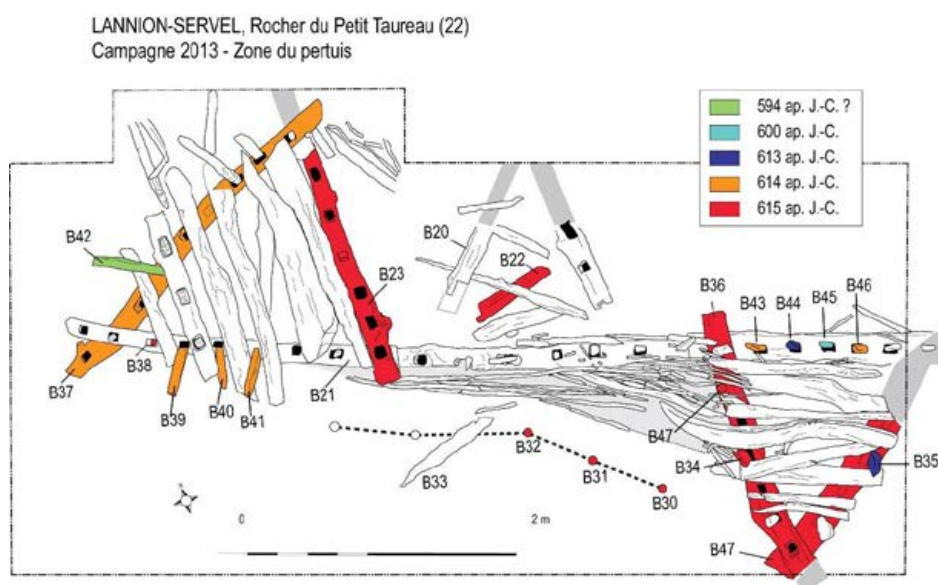 LANNION-SERVEL, Rocher du Petit Taureau (22)
Campagne 2013 - Zone du pertuis
594 ap. J.-C. ?
600 ap. J.-C.
613 ap. J.-C.
614 ap. J.-C.
615 ap. J.-C.
B42
B20
B22
B23
B36
B43
B44
B45
B46
B38
B37
B39
B40
B41
B21
B47
B32
B34
B35
B33
B31
B30
0
2 m
B47